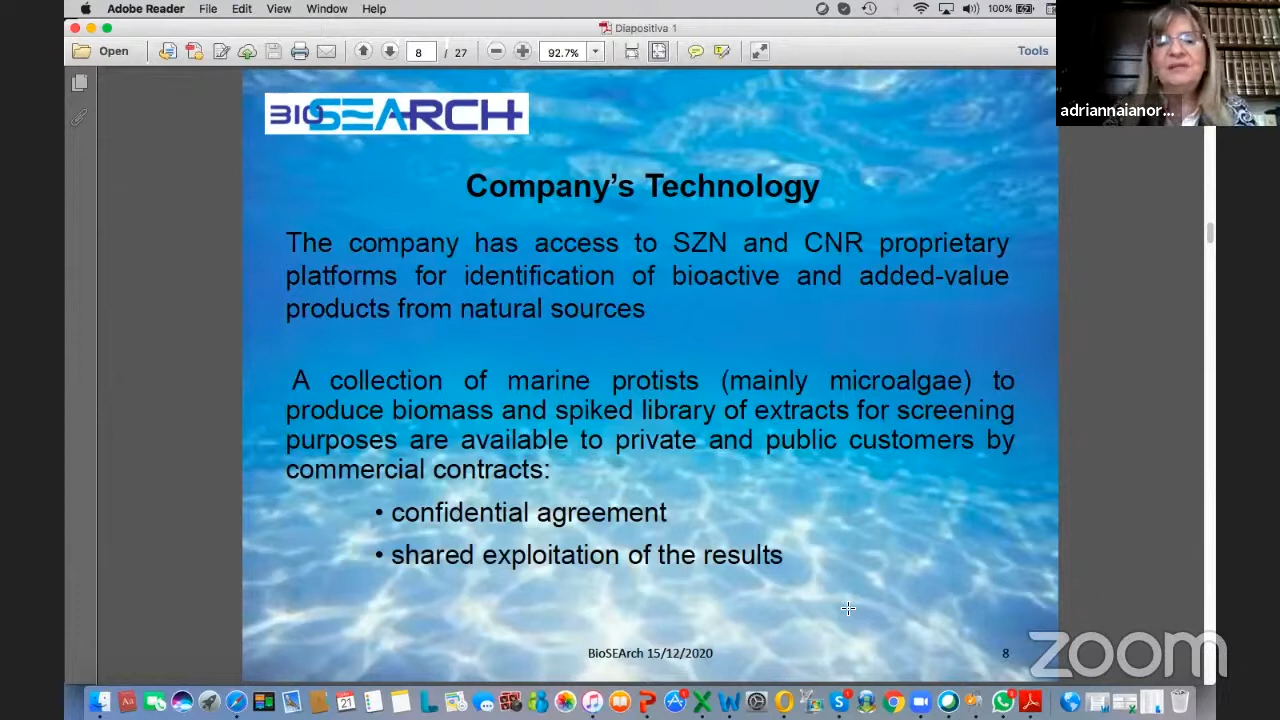 Adobe Reader File Edit View Window Help 100%
Diapositiva 1
Open 8 / 27 92.7% Tools
adriannaianor...
BIOSEARCH
Company's Technology
The company has access to SZN and CNR proprietary
platforms for identification of bioactive and added-value
products from natural sources
A collection of marine protists (mainly microalgae) to
produce biomass and spiked library of extracts for screening
purposes are available to private and public customers by
commercial contracts:
• confidential agreement
• shared exploitation of the results
BioSEArch 15/12/2020 8
zoom
21